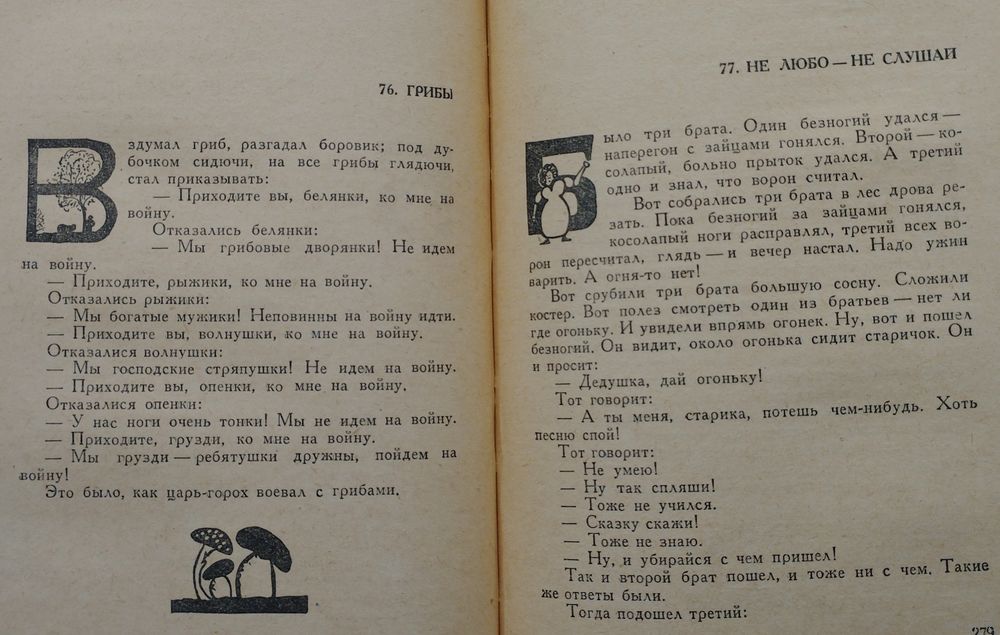 76. ГРИБЫ
Вздумал гриб, разгадал боровик; под ду-
бочком сидючи, на все грибы глядючи,
стал приказывать:
— Приходите вы, белянки, ко мне на
войну.
Отказались белянки:
— Мы грибовые дворянки! Не идем
на войну.
— Приходите, рыжики, ко мне на войну.
Отказались рыжики:
— Мы богатые мужики! Неповинны на войну идти.
— Приходите вы, волнушки, ко мне на войну.
Отказалися волнушки:
— Мы господские стряпушки! Не идем на войну.
— Приходите вы, опенки, ко мне на войну.
Отказалися опенки:
— У нас ноги очень тонки! Мы не идем на войну.
— Приходите, грузди, ко мне на войну.
— Мы грузди — ребятушки дружны, пойдем на
войну!
Это было, как царь-горох воевал с грибами.
77. НЕ ЛЮБО — НЕ СЛУШАЙ
Было три брата. Один безногий удался —
наперегон с зайцами гонялся. Второй — ко-
солапый, больно прыток удался. А третий
одно и знал, что ворон считал.
Вот собрались три брата в лес дрова ре-
зать. Пока безногий за зайцами гонялся,
косолапый ноги расправлял, третий всех во-
рон пересчитал, глядь — и вечер настал. Надо ужин
варить. А огня-то нет!
Вот срубили три брата большую сосну. Сложили
костер. Вот полез смотреть один из братьев — нет ли
где огоньку. И увидели впрямь огонек. Ну, вот и пошел
безногий. Он видит, около огонька сидит старичок. Он
и просит:
— Дедушка, дай огоньку!
Тот говорит:
— А ты меня, старика, потешь чем-нибудь. Хоть
песню спой!
Тот говорит:
— Не умею!
— Ну так спляши!
— Тоже не учился.
— Сказку скажи!
— Тоже не знаю.
— Ну, и убирайся с чем пришел!
Так и второй брат пошел, и тоже ни с чем. Такие
же ответы были.
Тогда подошел третий:
279